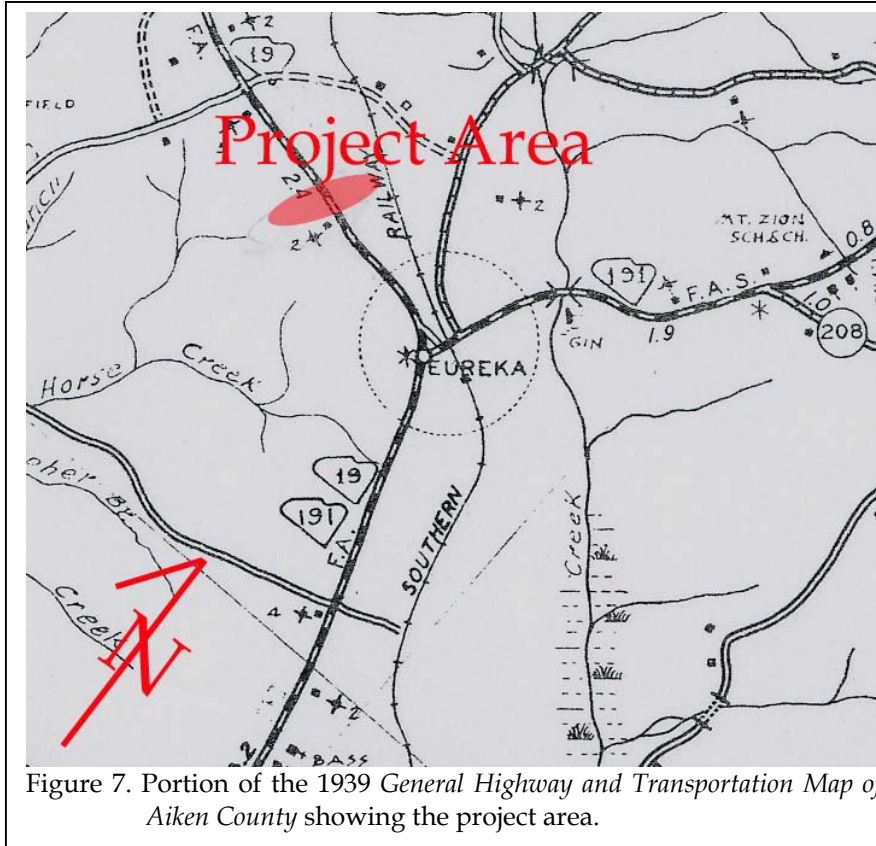 F.A.
2
19
FIELD
Project Area
2.4
RAILWAY
2
2
2
MT. ZION
SCH.&CH.
0.8
191
F.A.S.
1.9
GIN
208
EUREKA
Horse Creek
19
191
F.A.
SOUTHERN
Creek
Creek
N
4
2
BASS
Figure 7. Portion of the 1939 General Highway and Transportation Map of
Aiken County showing the project area.